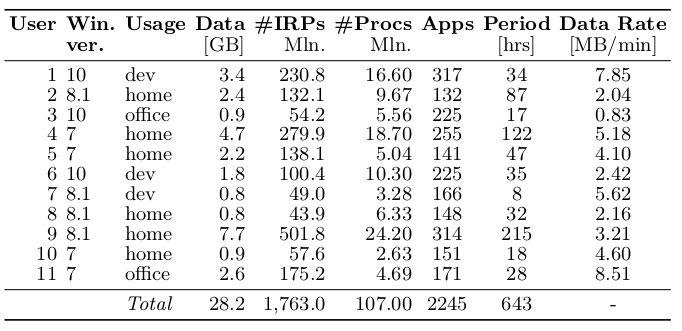 User Win. Usage Data #IRPs #Procs Apps Period Data Rate
ver. [GB] Mln. Mln. [hrs] [MB/min]
1 10 dev 3.4 230.8 16.60 317 34 7.85
2 8.1 home 2.4 132.1 9.67 132 87 2.04
3 10 office 0.9 54.2 5.56 225 17 0.83
4 7 home 4.7 279.9 18.70 255 122 5.18
5 7 home 2.2 138.1 5.04 141 47 4.10
6 10 dev 1.8 100.4 10.30 225 35 2.42
7 8.1 dev 0.8 49.0 3.28 166 8 5.62
8 8.1 home 0.8 43.9 6.33 148 32 2.16
9 8.1 home 7.7 501.8 24.20 314 215 3.21
10 7 home 0.9 57.6 2.63 151 18 4.60
11 7 office 2.6 175.2 4.69 171 28 8.51
Total 28.2 1,763.0 107.00 2245 643 -